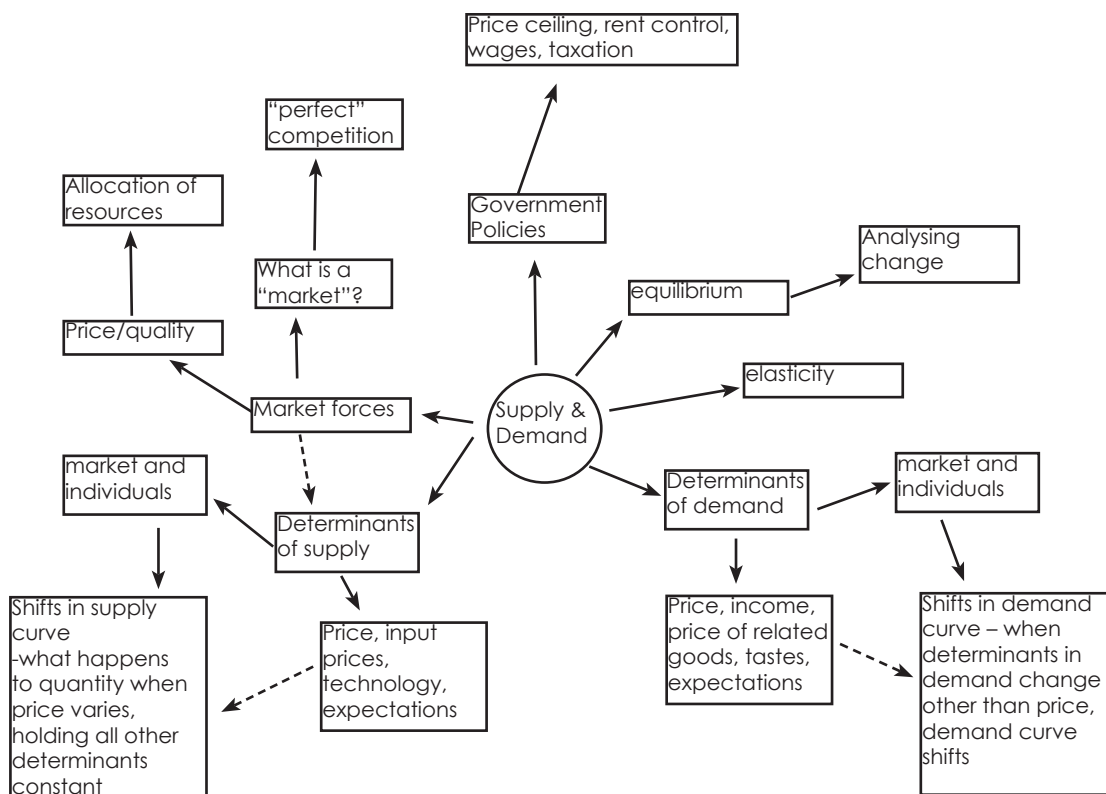 Price ceiling, rent control,
wages, taxation
“perfect”
competition
Allocation of
resources
Government
Policies
Analysing
change
What is a
“market”?
equilibrium
Price/quality
elasticity
Market forces
Supply &
Demand
market and
individuals
Determinants
of supply
Determinants
of demand
market and
individuals
Shifts in supply
curve
-what happens
to quantity when
price varies,
holding all other
determinants
constant
Price, input
prices,
technology,
expectations
Price, income,
price of related
goods, tastes,
expectations
Shifts in demand
curve – when
determinants in
demand change
other than price,
demand curve
shifts